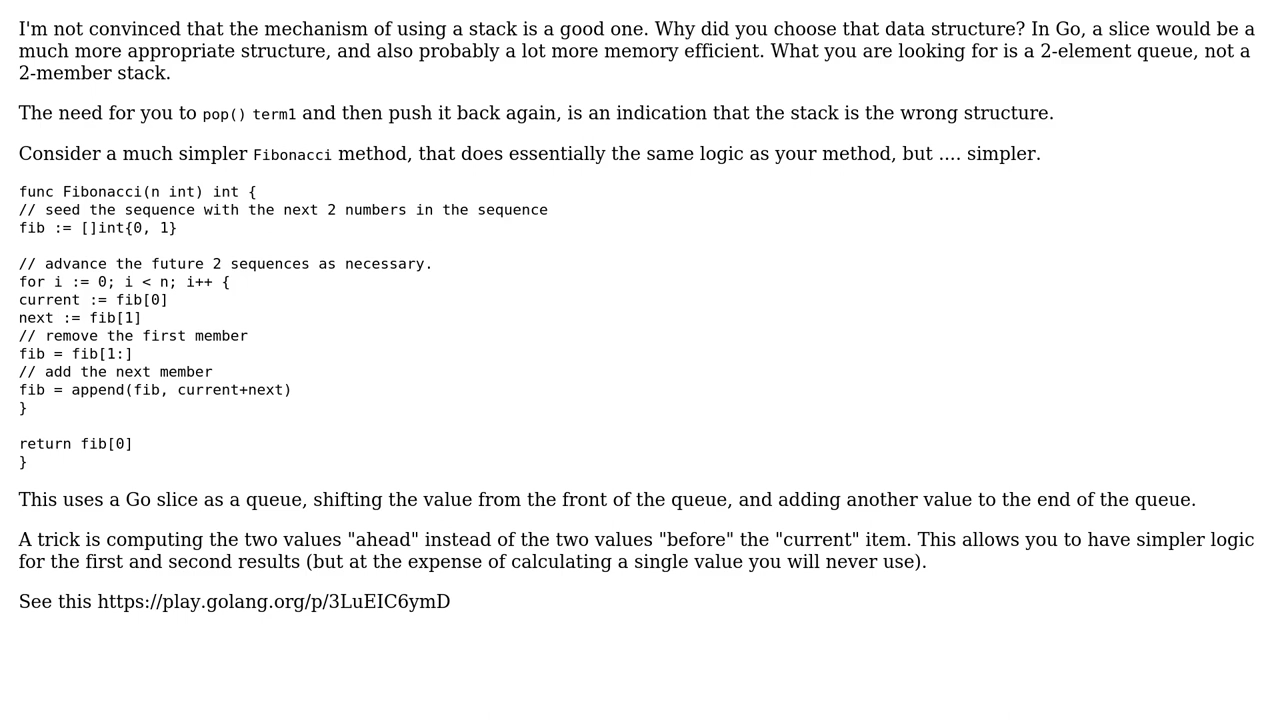 I'm not convinced that the mechanism of using a stack is a good one. Why did you choose that data structure? In Go, a slice would be a
much more appropriate structure, and also probably a lot more memory efficient. What you are looking for is a 2-element queue, not a
2-member stack.
The need for you to pop() term1 and then push it back again, is an indication that the stack is the wrong structure.
Consider a much simpler Fibonacci method, that does essentially the same logic as your method, but .... simpler.
func Fibonacci(n int) int {
// seed the sequence with the next 2 numbers in the sequence
fib := []int{0, 1}
// advance the future 2 sequences as necessary.
for i := 0; i < n; i++ {
current := fib[0]
next := fib[1]
// remove the first member
fib = fib[1:]
// add the next member
fib = append(fib, current+next)
}
return fib[0]
}
This uses a Go slice as a queue, shifting the value from the front of the queue, and adding another value to the end of the queue.
A trick is computing the two values "ahead" instead of the two values "before" the "current" item. This allows you to have simpler logic
for the first and second results (but at the expense of calculating a single value you will never use).
See this https://play.golang.org/p/3LuEIC6ymD